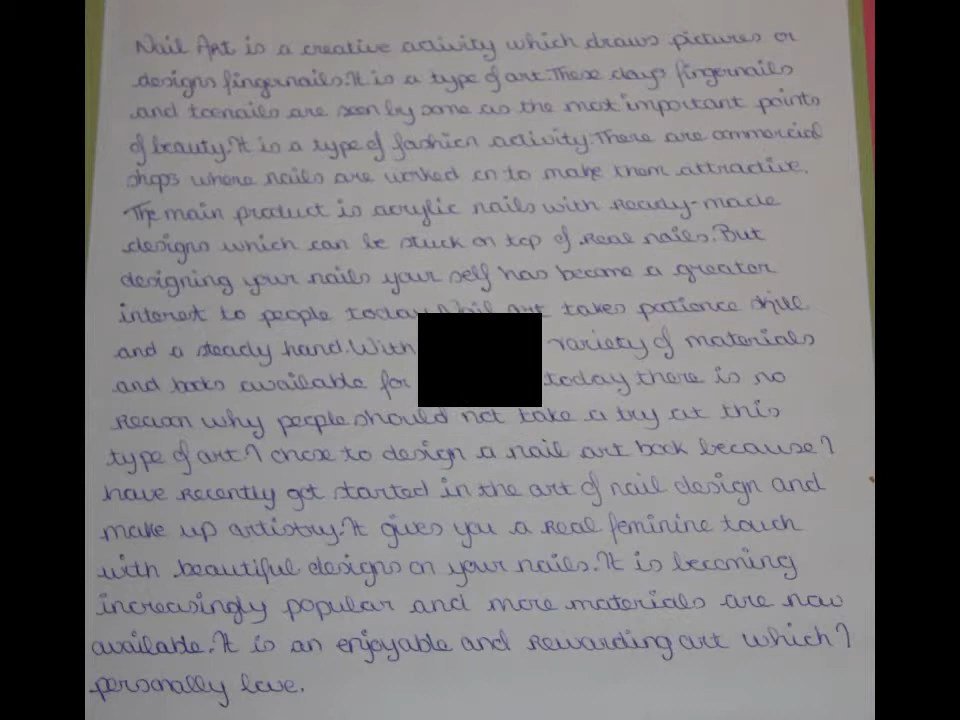 Nail Art is a creative activity which draws pictures or
designs fingernails. It is a type of art. These days fingernails
and toenails are seen by some as the most important points
of beauty. It is a type of fashion activity. There are commercial
shops where nails are worked on to make them attractive.
The main product is acrylic nails with ready-made
designs which can be stuck on top of real nails. But
designing your nails your self has become a greater
interest to people today. Nail art takes patience skill
and a steady hand. With variety of materials
and books available for today there is no
reason why people should not take a try at this
type of art. I chose to design a nail art book because I
have recently got started in the art of nail design and
make up artistry. It gives you a real feminine touch
with beautiful designs on your nails. It is becoming
increasingly popular and more materials are now
available. It is an enjoyable and rewarding art which I
personally love.